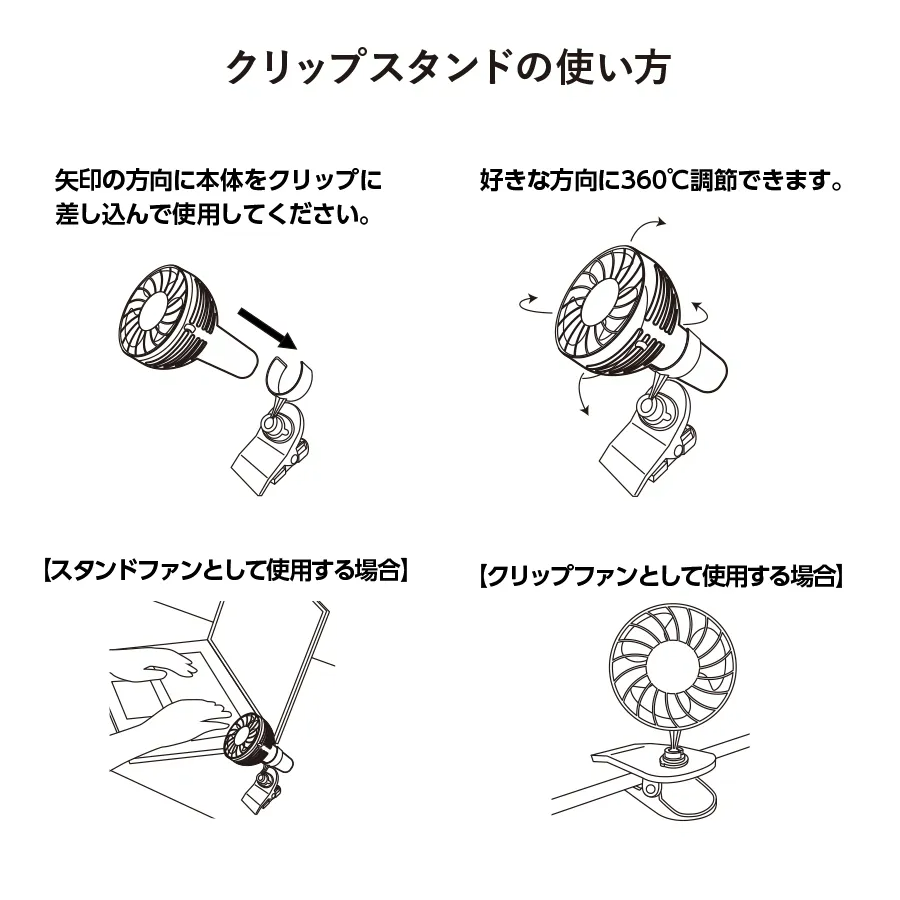 クリップスタンドの使い方
矢印の方向に本体をクリップに
差し込んで使用してください。
好きな方向に360℃調節できます。
【スタンドファンとして使用する場合】
【クリップファンとして使用する場合】